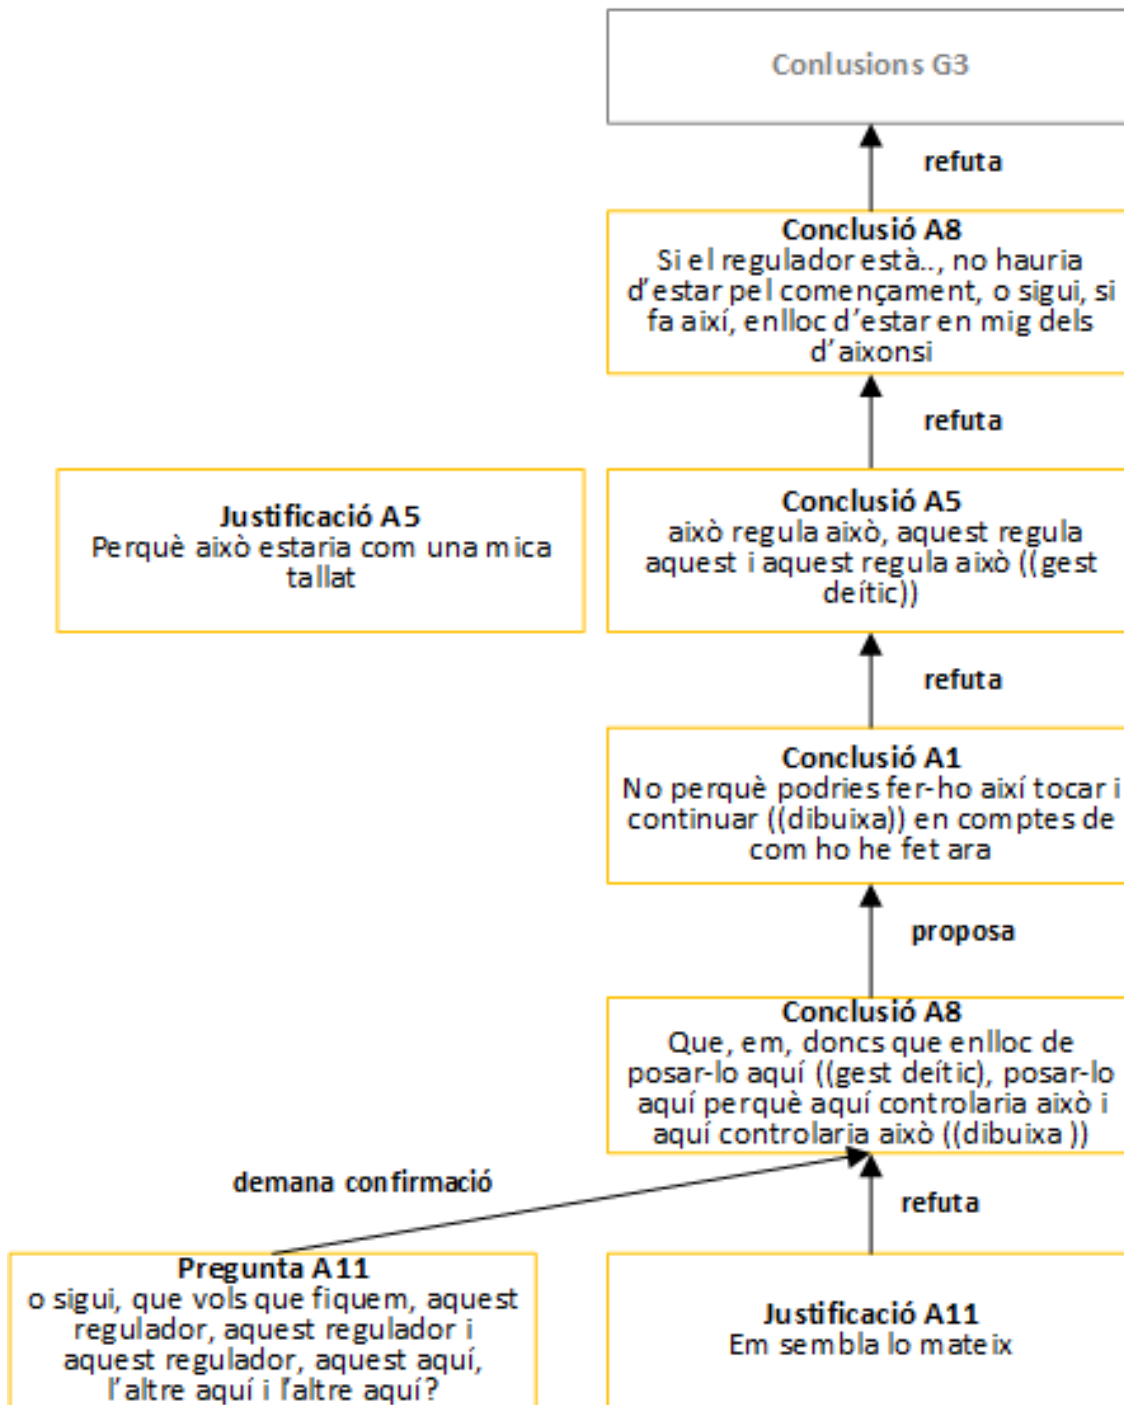 Conlusions G3
refuta
Conclusió A8
Si el regulador està.., no hauria
d'estar pel començament, o sigui, si
fa així, enlloc d'estar en mig dels
d'aixonsi
refuta
Justificació A5
Perquè això estaria com una mica
tallat
Conclusió A5
això regula això, aquest regula
aquest i aquest regula això ((gest
deític))
refuta
Conclusió A1
No perquè podries fer-ho així tocar i
continuar ((dibuixa)) en comptes de
com ho he fet ara
proposa
Conclusió A8
Que, em, doncs que enlloc de
posar-lo aquí ((gest deític), posar-lo
aquí perquè aquí controlaria això i
aquí controlaria això ((dibuixa ))
demana confirmació
refuta
Pregunta A11
o sigui, que vols que fiquem, aquest
regulador, aquest regulador i
aquest regulador, aquest aquí,
l'altre aquí i l'altre aquí?
Justificació A11
Em sembla lo mateix